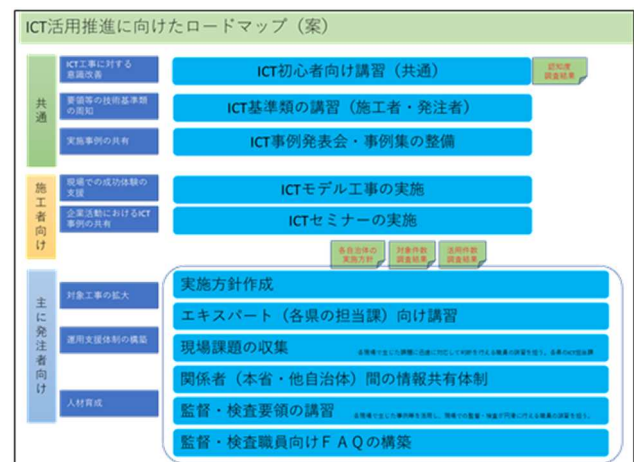 ICT活用推進に向けたロードマップ（案）
共通
ICT工事に対する
意識改善
ICT初心者向け講習（共通）
認知度
調査結果
要領等の技術基準類
の周知
ICT基準類の講習（施工者・発注者）
実施事例の共有
ICT事例発表会・事例集の整備
施工者向け
現場での成功体験の
支援
ICTモデル工事の実施
企業活動におけるICT
事例の共有
ICTセミナーの実施
各自治体の
実施方針
対象件数
調査結果
活用件数
調査結果
主に発注者向け
対象工事の拡大
実施方針作成
エキスパート（各県の担当課）向け講習
運用支援体制の構築
現場課題の収集
関係者（本省・他自治体）間の情報共有体制
人材育成
監督・検査要領の講習
監督・検査職員向けＦＡＱの構築